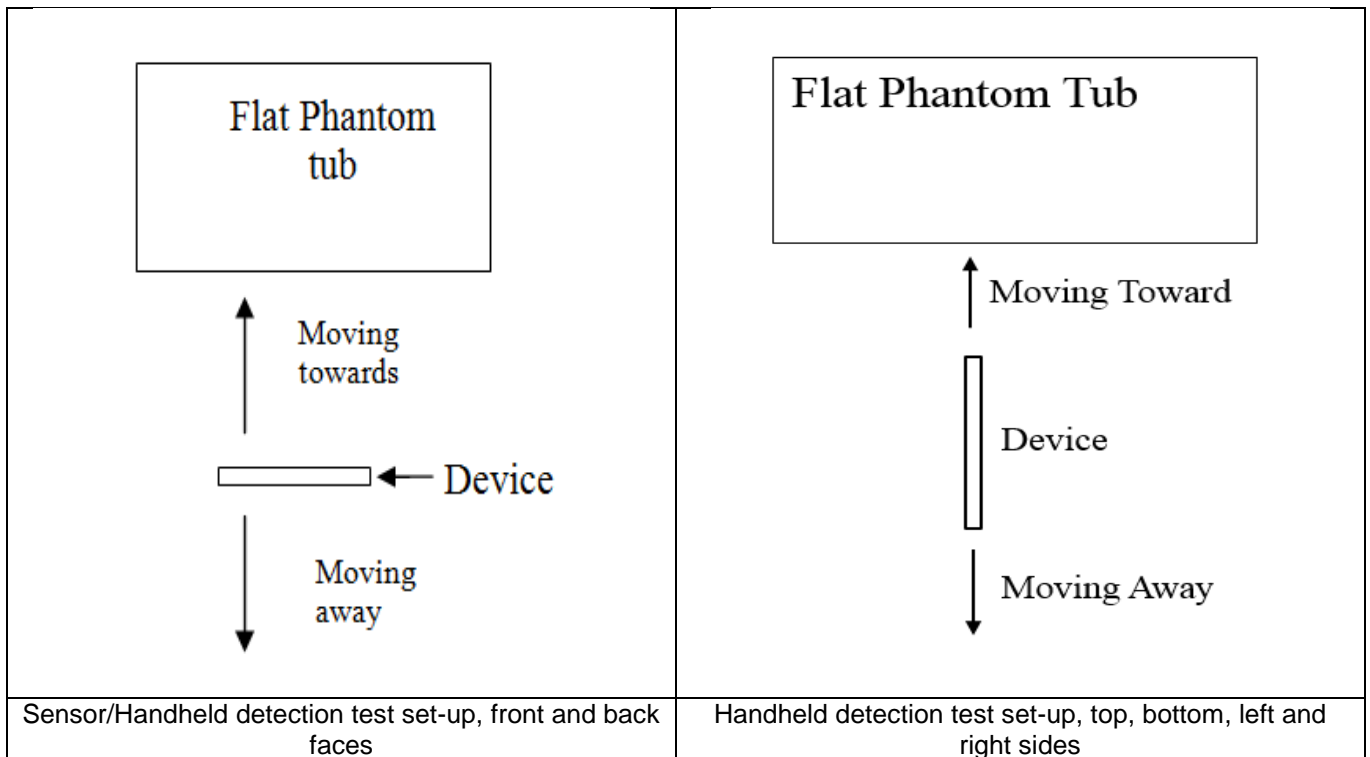 Flat Phantom
tub
Moving
towards
Device
Moving
away
Sensor/Handheld detection test set-up, front and back
faces
Flat Phantom Tub
Moving Toward
Device
Moving Away
Handheld detection test set-up, top, bottom, left and
right sides